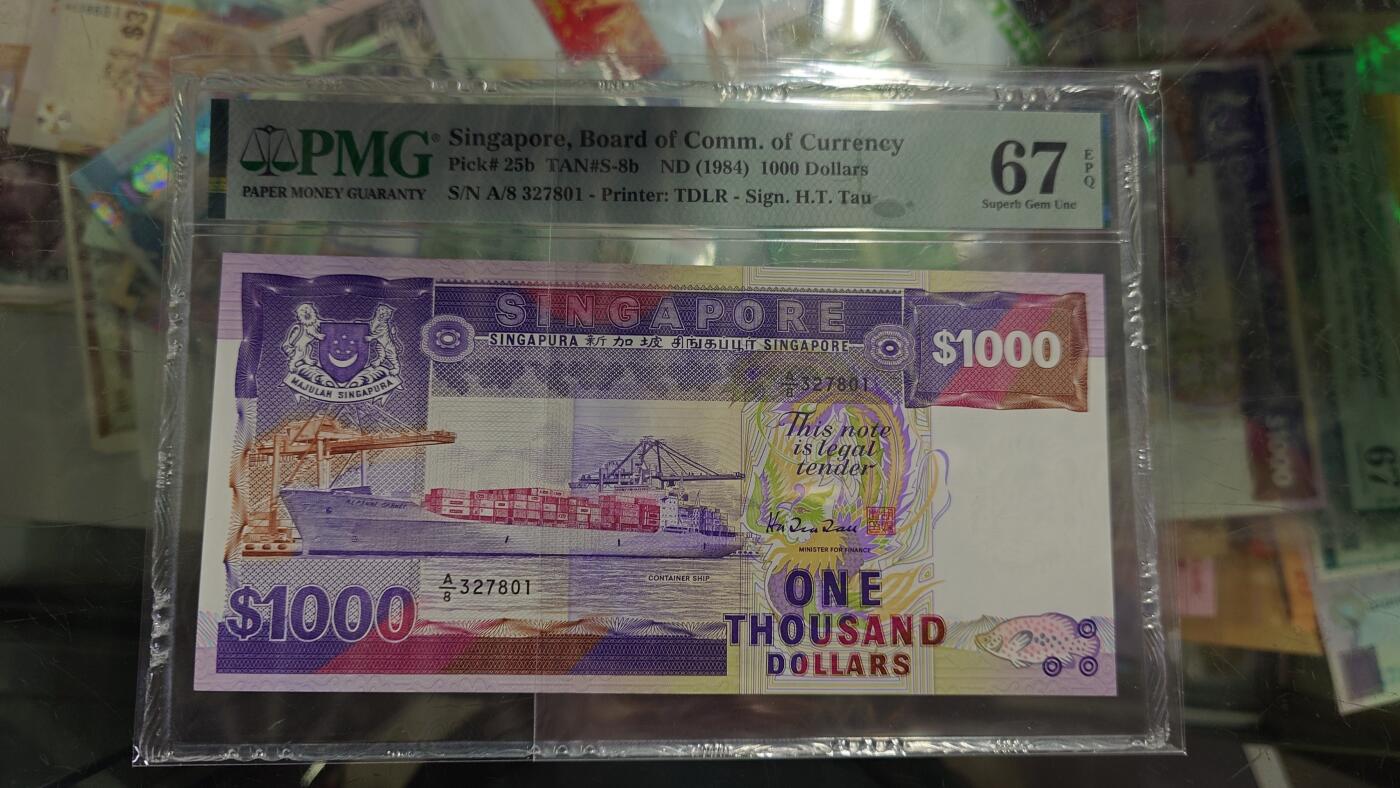 PMG®
PAPER MONEY GUARANTY
Singapore, Board of Comm. of Currency
Pick# 25b TAN#S-8b ND (1984) 1000 Dollars
S/N A/8 327801 - Printer: TDLR - Sign. H.T. Tau
67
EPQ
Superb Gem Unc
SINGAPORE
SINGAPURA 新加坡 சிங்கப்பூர் SINGAPORE
$1000
MAJULAH SINGAPURA
A/8 327801
This note
is legal
tender
MINISTER FOR FINANCE
CONTAINER SHIP
A/8 327801
$1000
ONE
THOUSAND
DOLLARS
$3
67